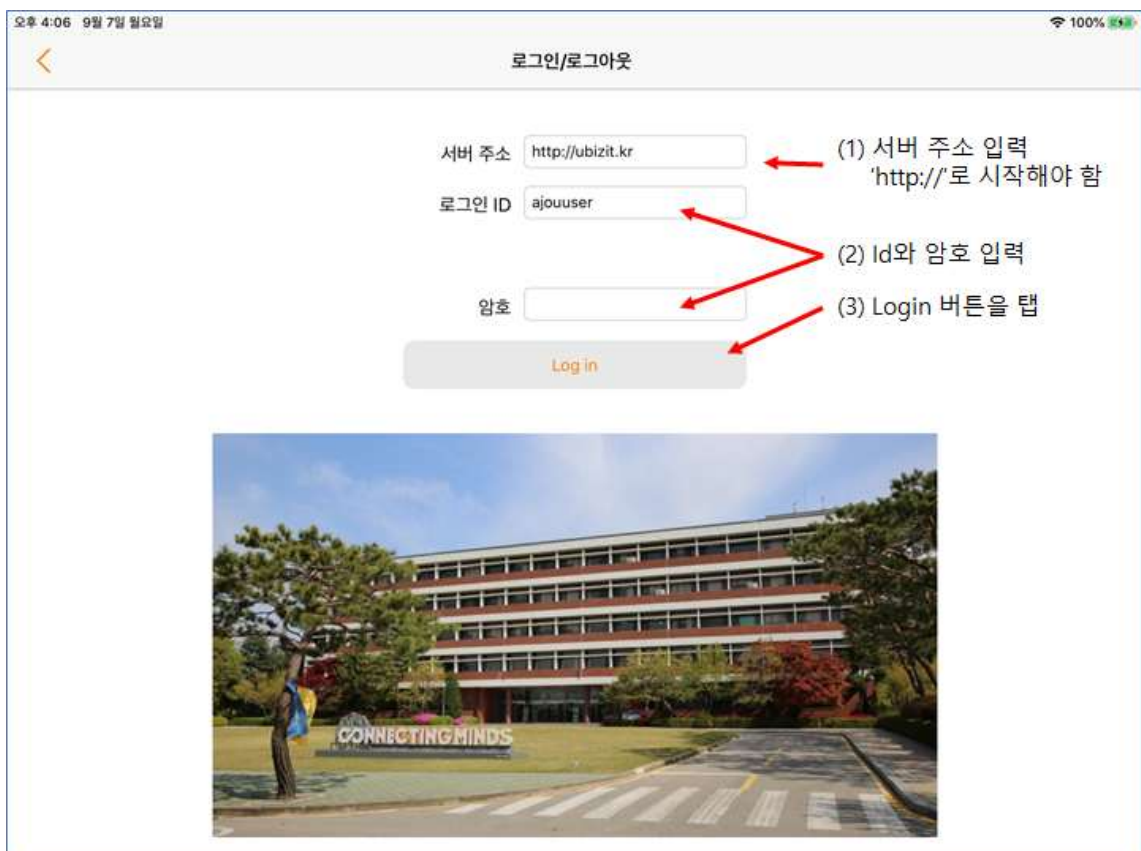 오후 4:06 9월 7일 월요일
100%
로그인/로그아웃
서버 주소 http://ubizit.kr
(1) 서버 주소 입력
'http://'로 시작해야 함
로그인 ID ajouuser
(2) Id와 암호 입력
암호
(3) Login 버튼을 탭
Log in
CONNECTING MINDS